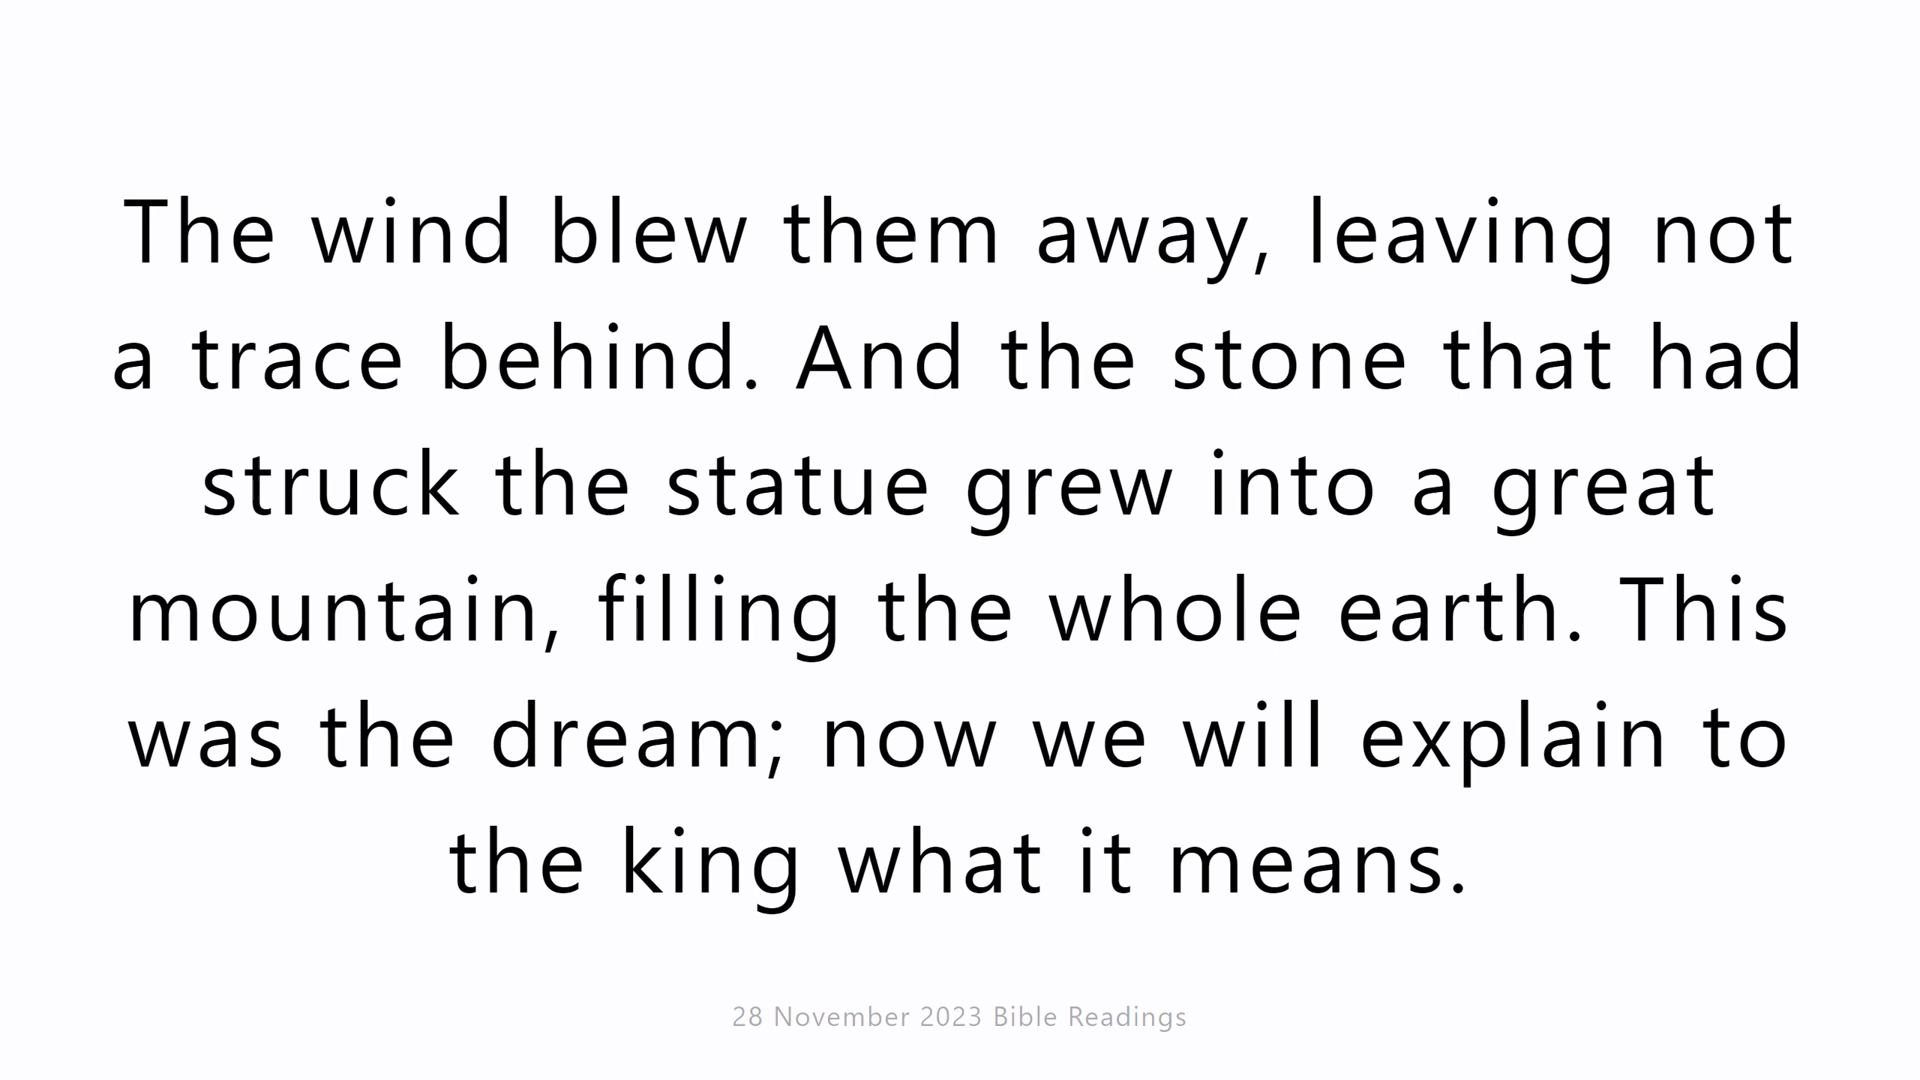 The wind blew them away, leaving not
a trace behind. And the stone that had
struck the statue grew into a great
mountain, filling the whole earth. This
was the dream; now we will explain to
the king what it means.
28 November 2023 Bible Readings